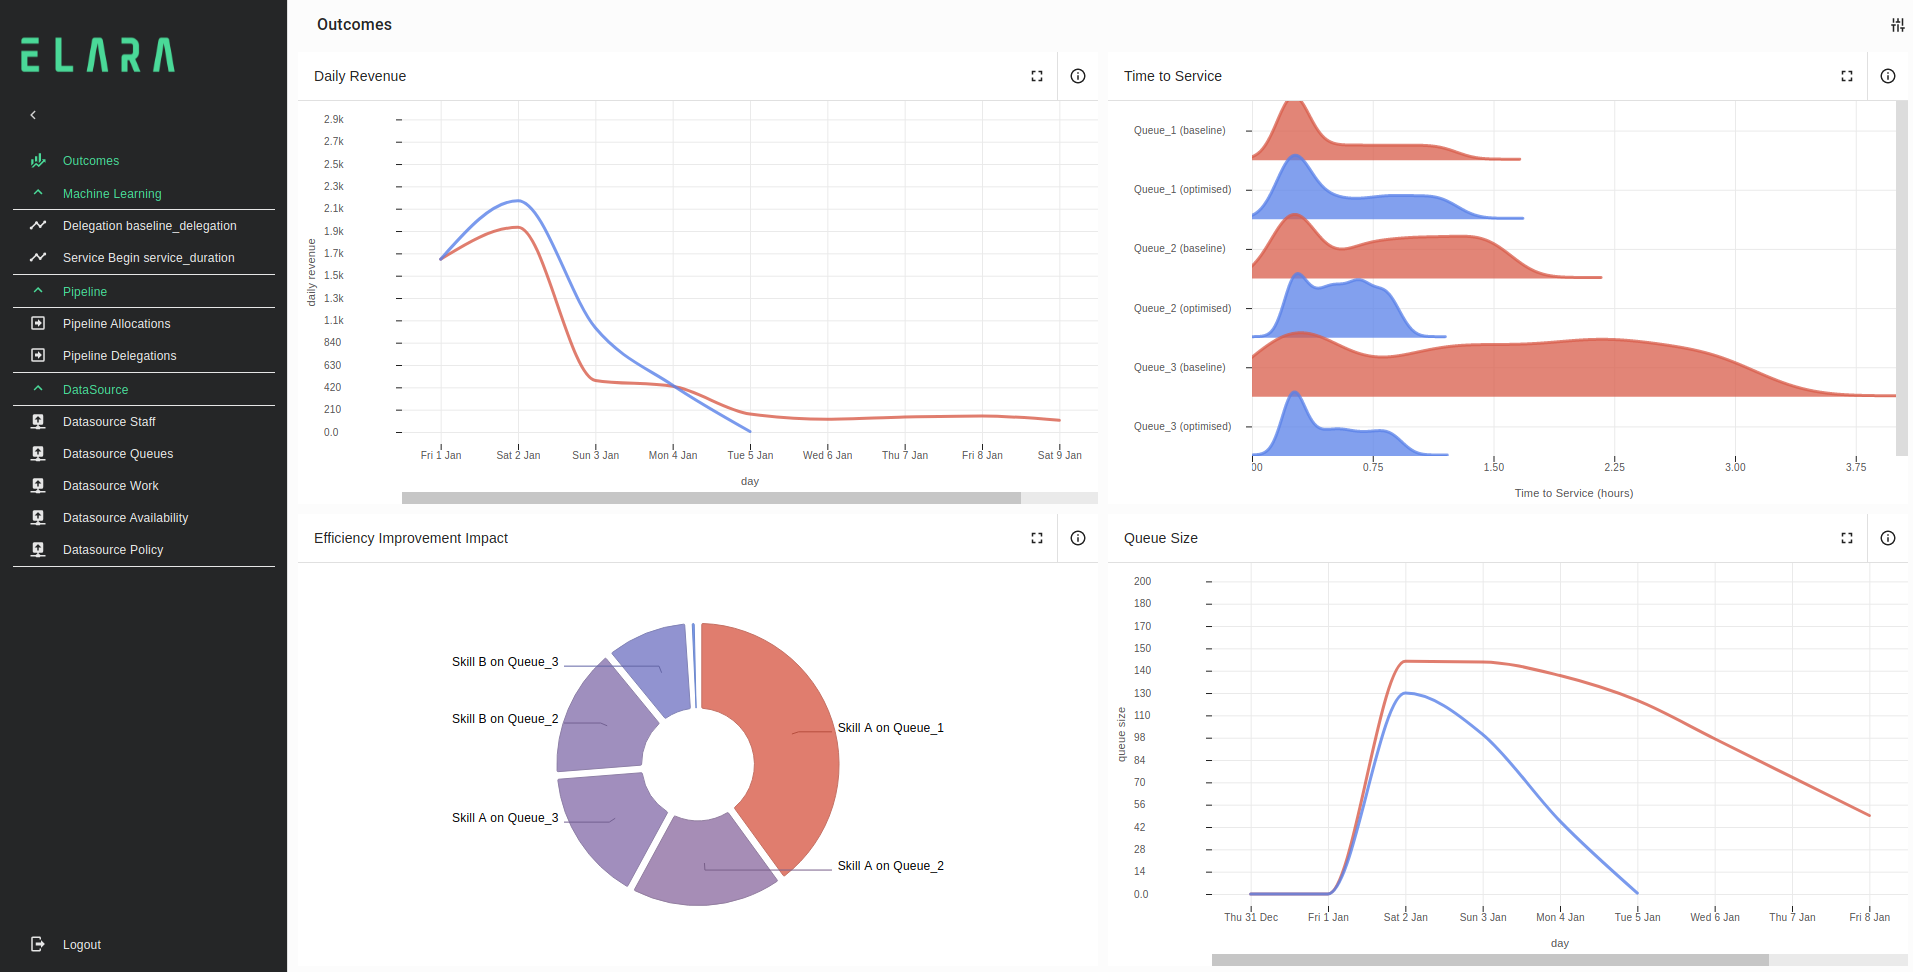 ELARA
Outcomes
Machine Learning
Delegation baseline_delegation
Service Begin service_duration
Pipeline
Pipeline Allocations
Pipeline Delegations
DataSource
Datasource Staff
Datasource Queues
Datasource Work
Datasource Availability
Datasource Policy
Logout
Outcomes
Daily Revenue
2.9k
2.7k
2.5k
2.3k
2.1k
1.9k
1.7k
1.5k
1.3k
1.1k
840
630
420
210
0.0
daily revenue
Fri 1 Jan Sat 2 Jan Sun 3 Jan Mon 4 Jan Tue 5 Jan Wed 6 Jan Thu 7 Jan Fri 8 Jan Sat 9 Jan
day
Time to Service
Queue_1 (baseline)
Queue_1 (optimised)
Queue_2 (baseline)
Queue_2 (optimised)
Queue_3 (baseline)
Queue_3 (optimised)
00 0.75 1.50 2.25 3.00 3.75
Time to Service (hours)
Efficiency Improvement Impact
Skill B on Queue_3
Skill B on Queue_2
Skill A on Queue_1
Skill A on Queue_3
Skill A on Queue_2
Queue Size
200
180
170
150
140
130
110
98
84
70
56
42
28
14
0.0
queue size
Thu 31 Dec Fri 1 Jan Sat 2 Jan Sun 3 Jan Mon 4 Jan Tue 5 Jan Wed 6 Jan Thu 7 Jan Fri 8 Jan
day